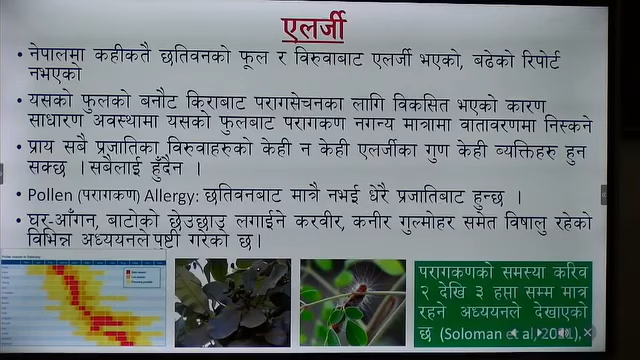 एलर्जी
• नेपालमा कहीकतै छतिवनको फूल र विरुवाबाट एलर्जी भएको, बढेको रिपोर्ट
नभएको
• यसको फुलको बनौट किराबाट परागसेचनका लागि विकसित भएको कारण
साधारण अवस्थामा यसको फुलबाट परागकण नगन्य मात्रामा वातावरणमा निस्कने
• प्राय सबै प्रजातिका विरुवाहरुको केही न केही एलर्जीका गुण केही व्यक्तिहरु हुन
सक्छ । सबैलाई हुँदैन ।
• Pollen (परागकण) Allergy: छतिवनबाट मात्रै नभई धेरै प्रजातिबाट हुन्छ ।
• घर-आँगन, बाटोको छेउछाउ लगाईने करवीर, कनीर गुल्मोहर समेत विषालु रहेको
विभिन्न अध्ययनले पुष्टी गरेको छ।
परागकणको समस्या करिव
२ देखि ३ हप्ता सम्म मात्र
रहने अध्ययनले देखाएको
छ (Soloman et al,